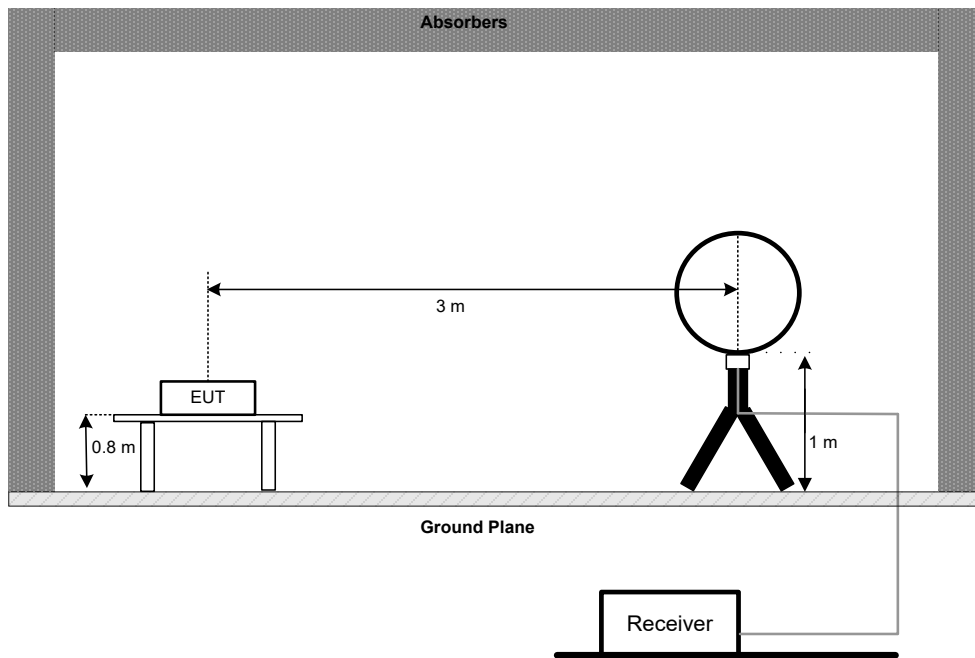 Absorbers
3 m
EUT
0.8 m
1 m
Ground Plane
Receiver